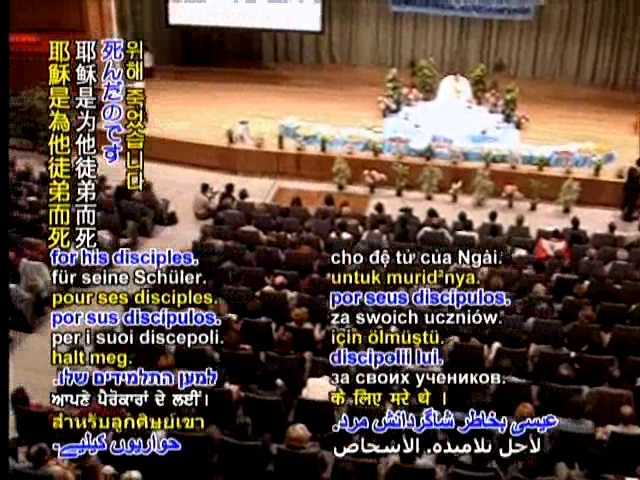 위해 죽었습니다
死んだのです
耶稣是为他徒弟而死
耶穌是為他徒弟而死
for his disciples.
für seine Schüler.
pour ses disciples.
por sus discípulos.
per i suoi discepoli.
halt meg.
למען התלמידים שלו.
ਆਪਣੇ ਪੈਰੋਕਾਰਾਂ ਦੇ ਲਈ।
สำหรับลูกศิษย์เขา
حواریوں کیلیے-
cho đệ tử của Ngài.
untuk murid²nya.
por seus discípulos.
za swoich uczniów.
için ölmüştü.
discipolii lui.
за своих учеников.
के लिए मरे थे ।
عیسی بخاطر شاگردانش مرد.
لأجل تلاميذه. الأشخاص